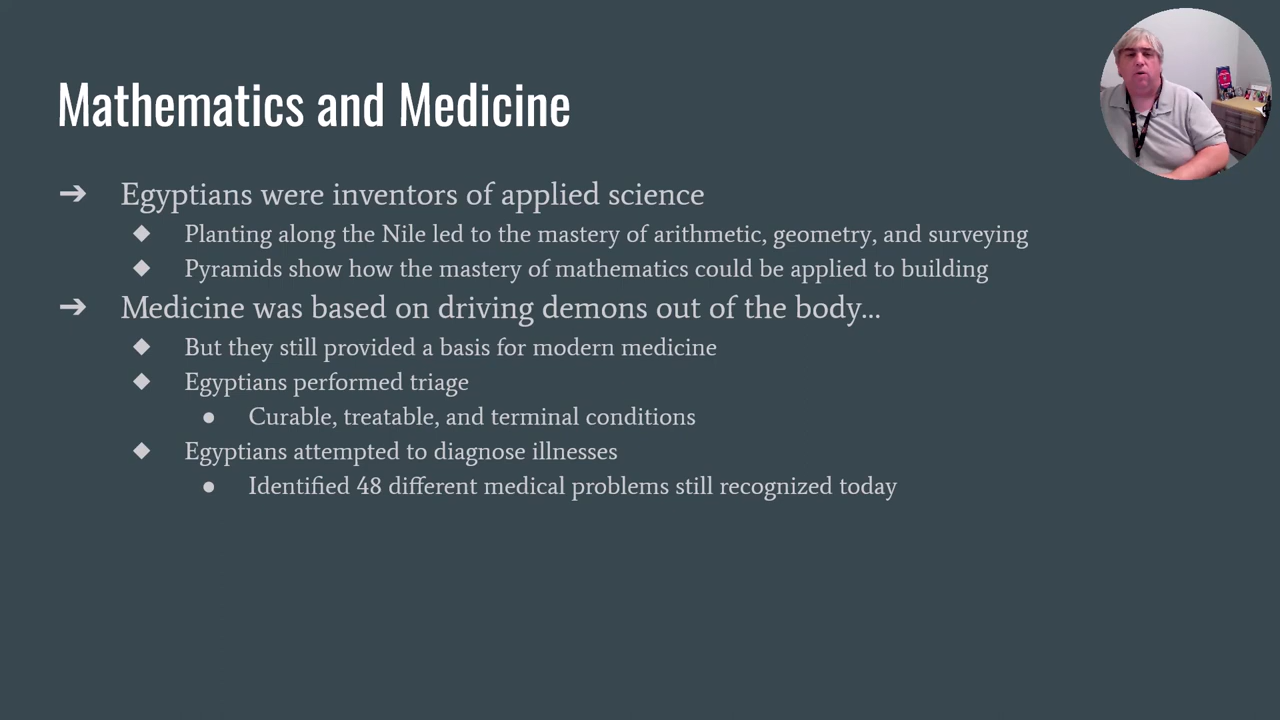 Mathematics and Medicine
➔ Egyptians were inventors of applied science
◆ Planting along the Nile led to the mastery of arithmetic, geometry, and surveying
◆ Pyramids show how the mastery of mathematics could be applied to building
➔ Medicine was based on driving demons out of the body...
◆ But they still provided a basis for modern medicine
◆ Egyptians performed triage
● Curable, treatable, and terminal conditions
◆ Egyptians attempted to diagnose illnesses
● Identified 48 different medical problems still recognized today